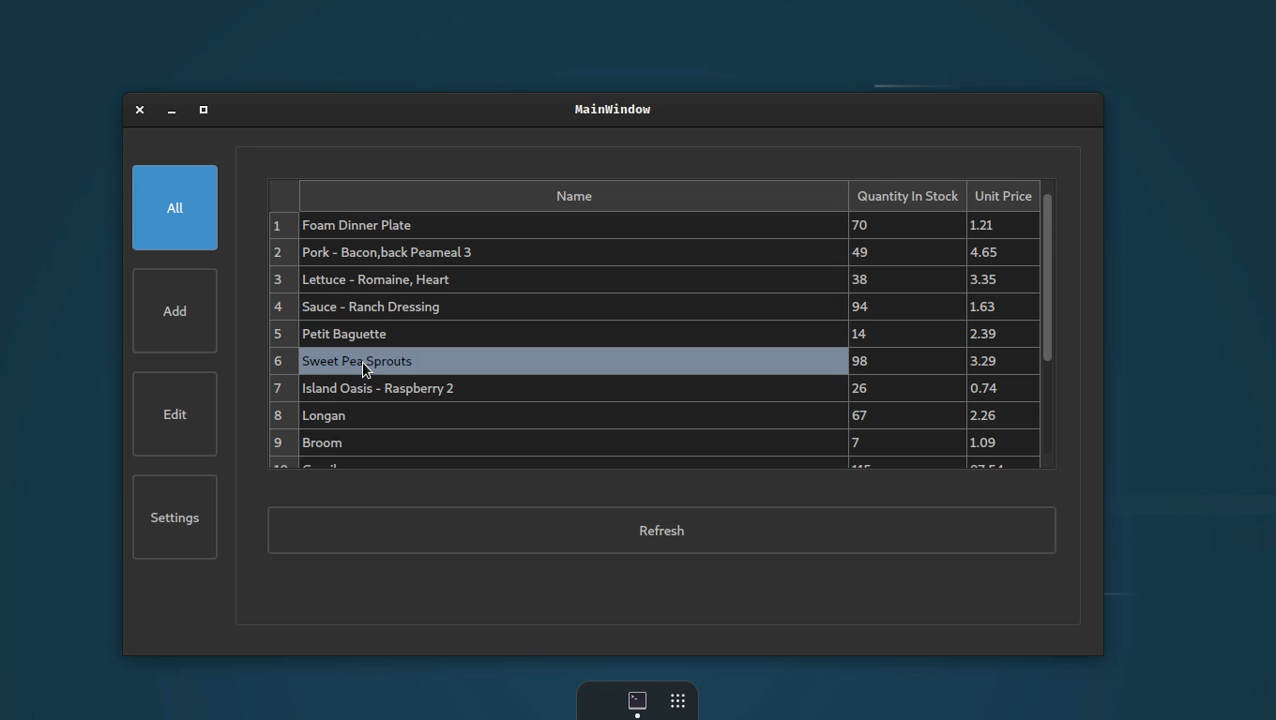 MainWindow
All
Add
Edit
Settings
Name Quantity In Stock Unit Price
1 Foam Dinner Plate 70 1.21
2 Pork - Bacon,back Peameal 3 49 4.65
3 Lettuce - Romaine, Heart 38 3.35
4 Sauce - Ranch Dressing 94 1.63
5 Petit Baguette 14 2.39
6 Sweet Pea Sprouts 98 3.29
7 Island Oasis - Raspberry 2 26 0.74
8 Longan 67 2.26
9 Broom 7 1.09
Refresh